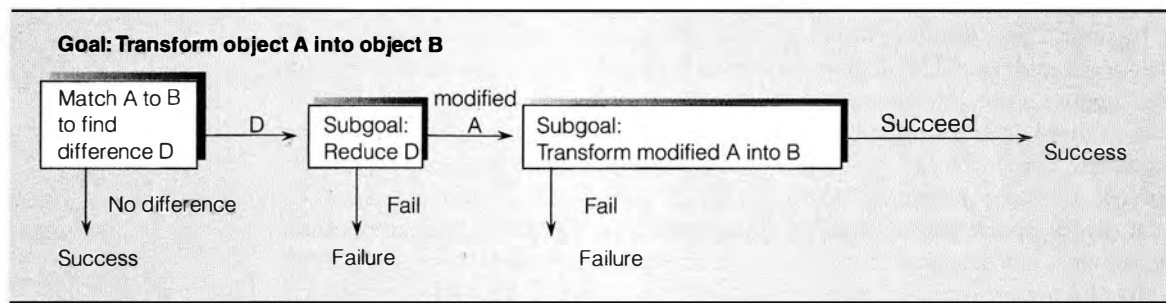 Goal: Transform object A into object B
Match A to B
to find
difference D
D
Subgoal:
Reduce D
modified
A
Subgoal:
Transform modified A into B
Succeed
Success
No difference
Fail
Fail
Success
Failure
Failure